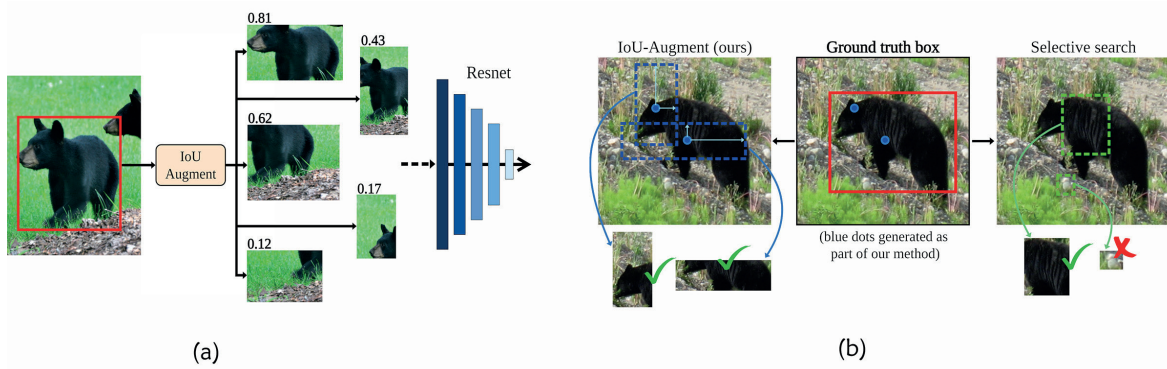 0.81
0.43
Resnet
IoU
Augment
0.62
0.17
0.12
(a)
IoU-Augment (ours)
Ground truth box
Selective search
(blue dots generated as
part of our method)
(b)